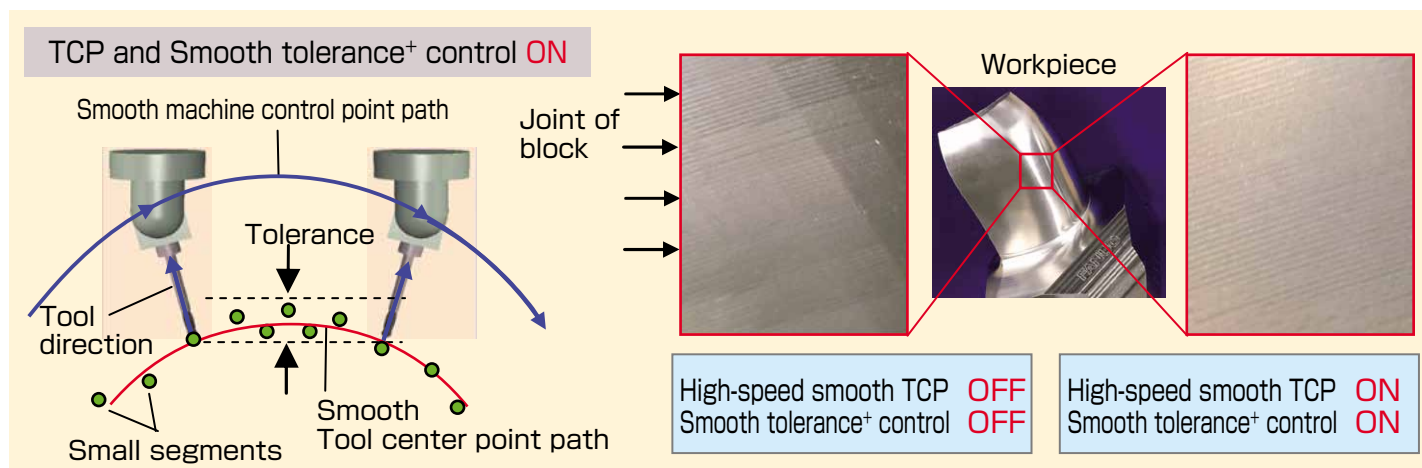 TCP and Smooth tolerance⁺ control ON
Smooth machine control point path
Tolerance
Tool
direction
Small segments
Smooth
Tool center point path
Joint of
block
Workpiece
High-speed smooth TCP OFF
Smooth tolerance⁺ control OFF
High-speed smooth TCP ON
Smooth tolerance⁺ control ON